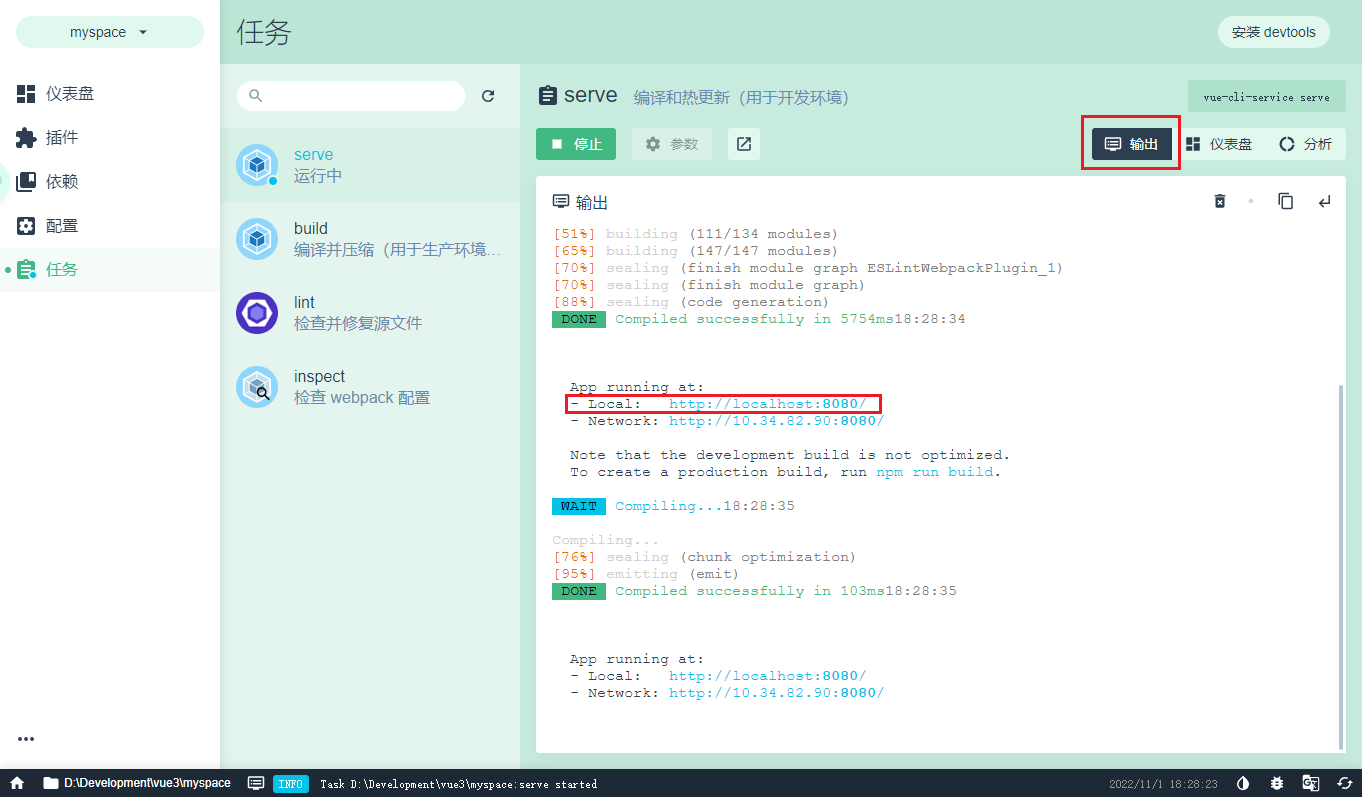 myspace
任务
安装 devtools
仪表盘
插件
依赖
配置
任务
serve
运行中
build
编译并压缩（用于生产环境…
lint
检查并修复源文件
inspect
检查 webpack 配置
serve 编译和热更新（用于开发环境）
vue-cli-service serve
停止 参数 输出 仪表盘 分析
输出
[51%] building (111/134 modules)
[65%] building (147/147 modules)
[70%] sealing (finish module graph ESLintWebpackPlugin_1)
[70%] sealing (finish module graph)
[88%] sealing (code generation)
DONE Compiled successfully in 5754ms18:28:34
App running at:
- Local: http://localhost:8080/
- Network: http://10.34.82.90:8080/
Note that the development build is not optimized.
To create a production build, run npm run build.
WAIT Compiling...18:28:35
Compiling...
[76%] sealing (chunk optimization)
[95%] emitting (emit)
DONE Compiled successfully in 103ms18:28:35
App running at:
- Local: http://localhost:8080/
- Network: http://10.34.82.90:8080/
D:\Development\vue3\myspace INFO Task D:\Development\vue3\myspace:serve started 2022/11/1 18:28:23